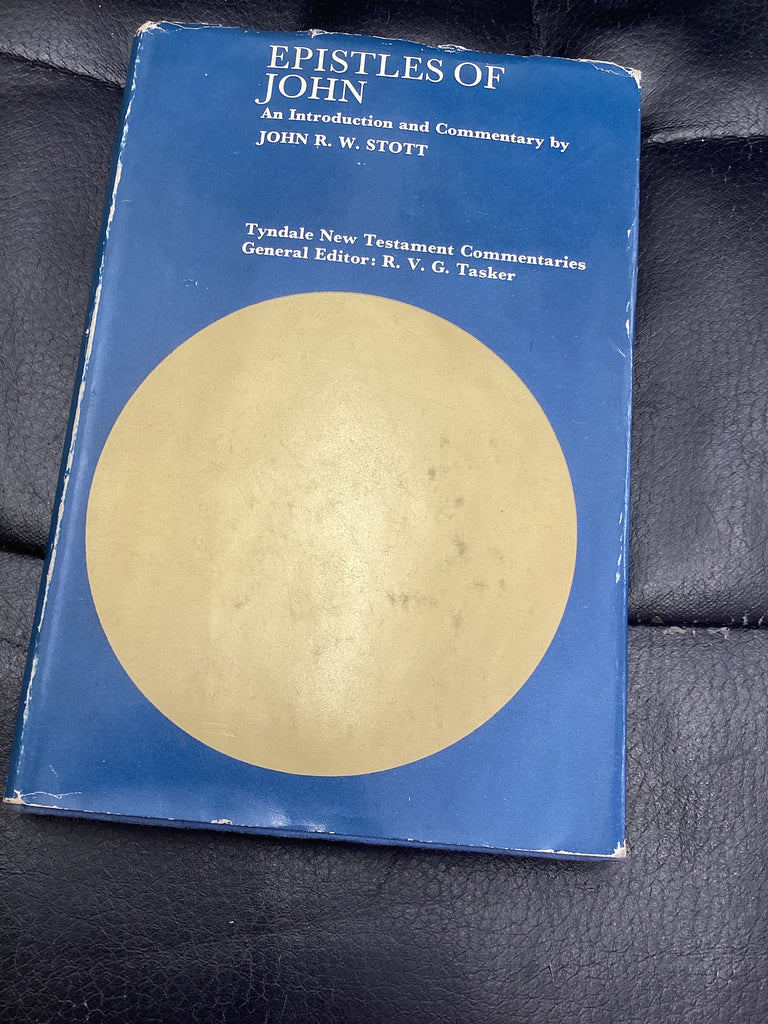 EPISTLES OF
JOHN
An Introduction and Commentary by
JOHN R. W. STOTT
Tyndale New Testament Commentaries
General Editor: R. V. G. Tasker